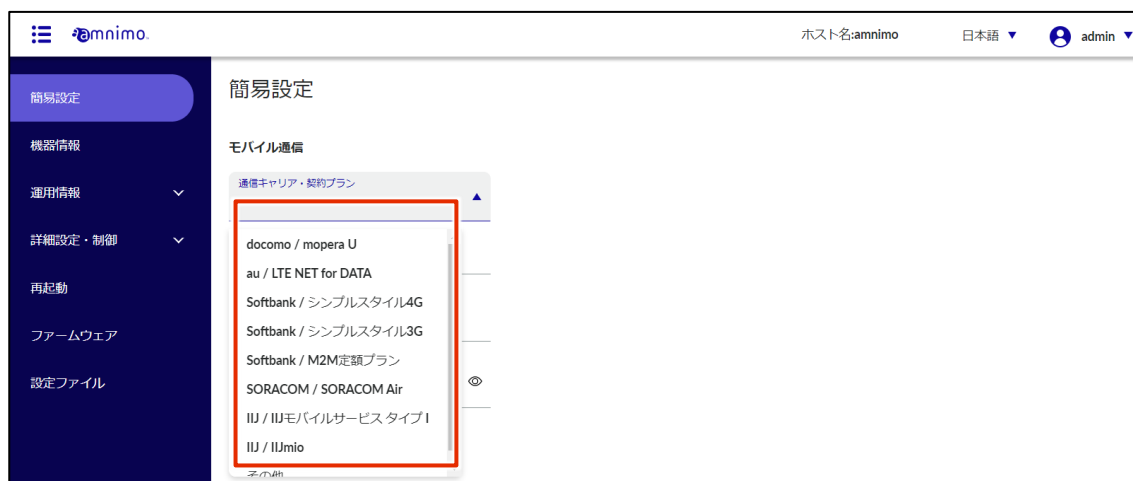 amnimo.
ホスト名:amnimo
日本語
admin
簡易設定
機器情報
運用情報
詳細設定・制御
再起動
ファームウェア
設定ファイル
簡易設定
モバイル通信
通信キャリア・契約プラン
docomo / mopera U
au / LTE NET for DATA
Softbank / シンプルスタイル4G
Softbank / シンプルスタイル3G
Softbank / M2M定額プラン
SORACOM / SORACOM Air
IIJ / IIJモバイルサービス タイプ I
IIJ / IIJmio
その他